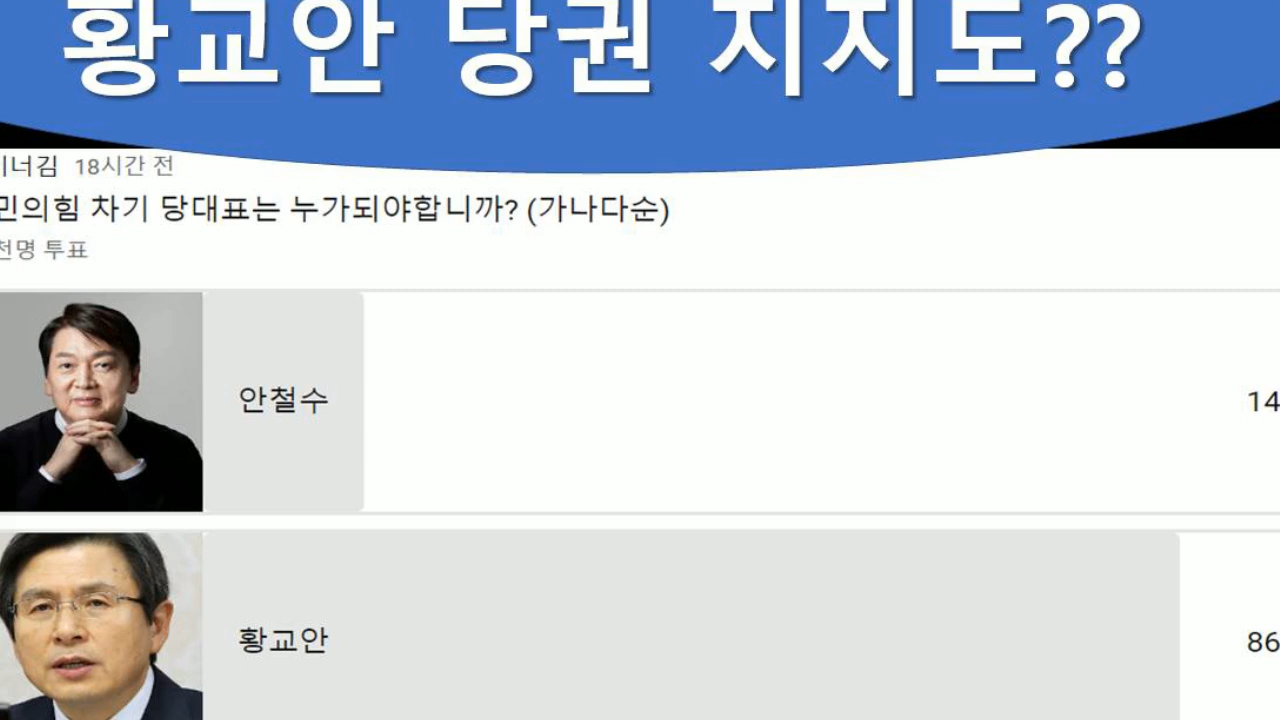 황교안 당권 지지도??
이너김 18시간 전
민의힘 차기 당대표는 누가되야합니까? (가나다순)
천명 투표
안철수
14
황교안
86